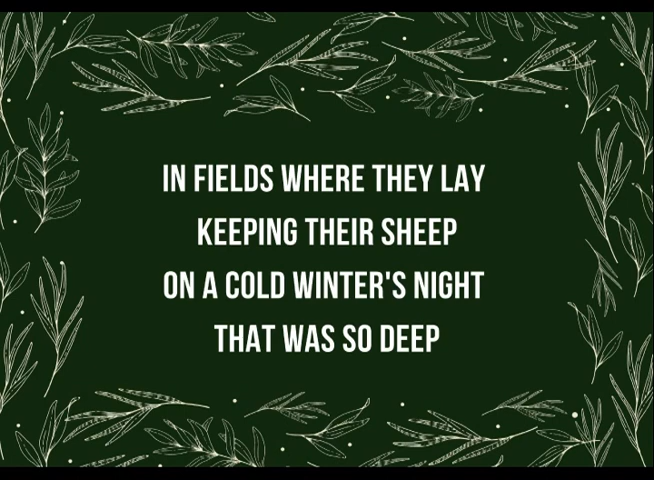 IN FIELDS WHERE THEY LAY
KEEPING THEIR SHEEP
ON A COLD WINTER'S NIGHT
THAT WAS SO DEEP